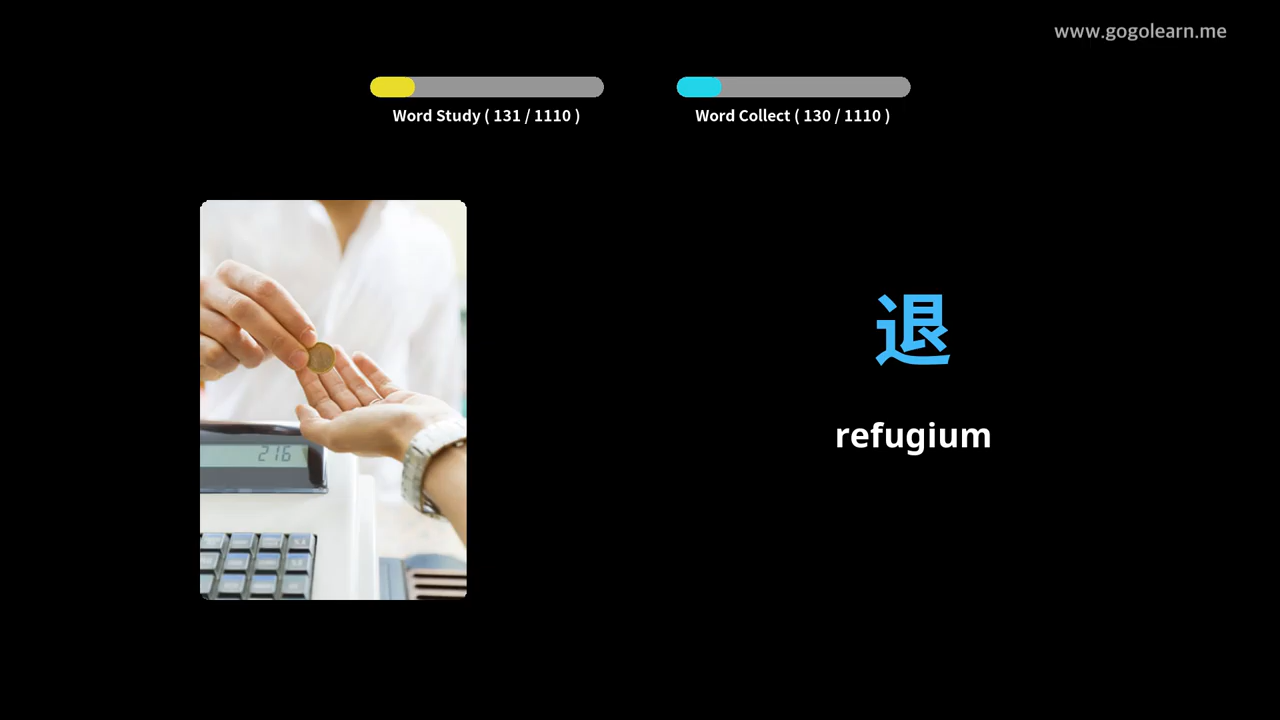 www.gogolearn.me
Word Study ( 131 / 1110 )
Word Collect ( 130 / 1110 )
退
refugium
216